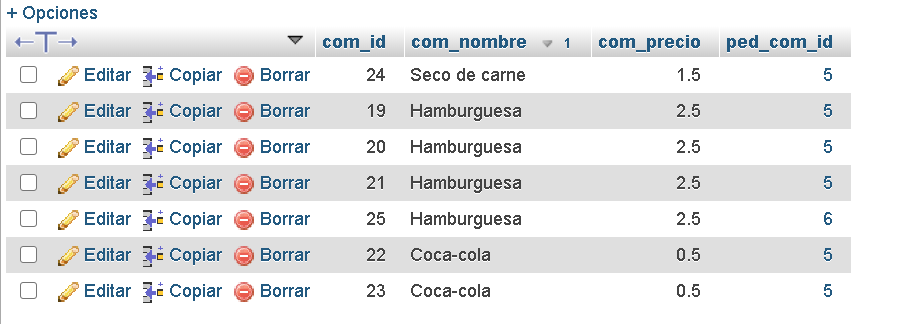 + Opciones
com_id com_nombre 1 com_precio ped_com_id
Editar Copiar Borrar 24 Seco de carne 1.5 5
Editar Copiar Borrar 19 Hamburguesa 2.5 5
Editar Copiar Borrar 20 Hamburguesa 2.5 5
Editar Copiar Borrar 21 Hamburguesa 2.5 5
Editar Copiar Borrar 25 Hamburguesa 2.5 6
Editar Copiar Borrar 22 Coca-cola 0.5 5
Editar Copiar Borrar 23 Coca-cola 0.5 5